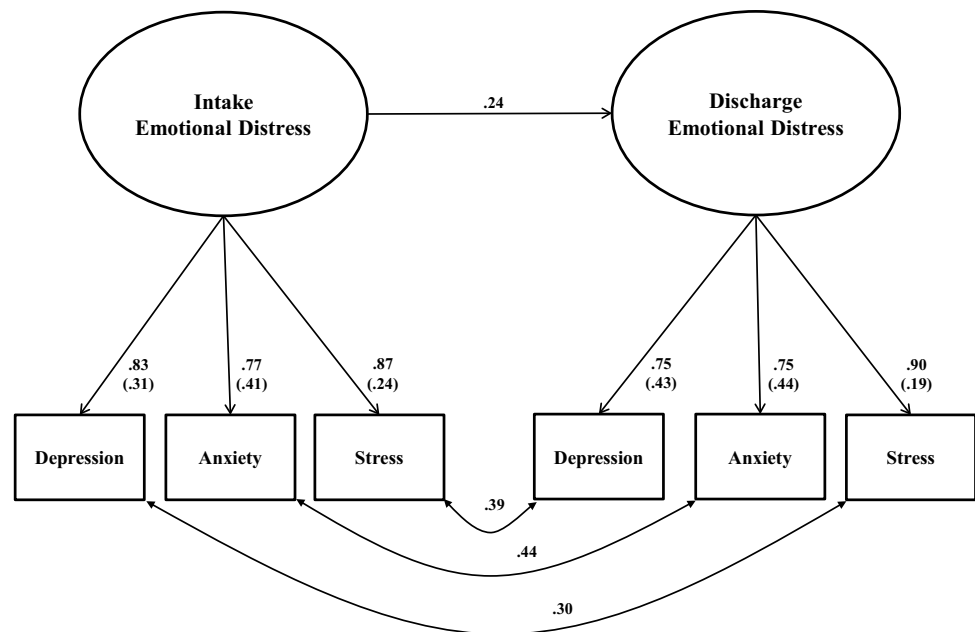 Intake
Emotional Distress
.24
Discharge
Emotional Distress
.83
(.31)
.77
(.41)
.87
(.24)
.75
(.43)
.75
(.44)
.90
(.19)
Depression
Anxiety
Stress
Depression
Anxiety
Stress
.39
.44
.30